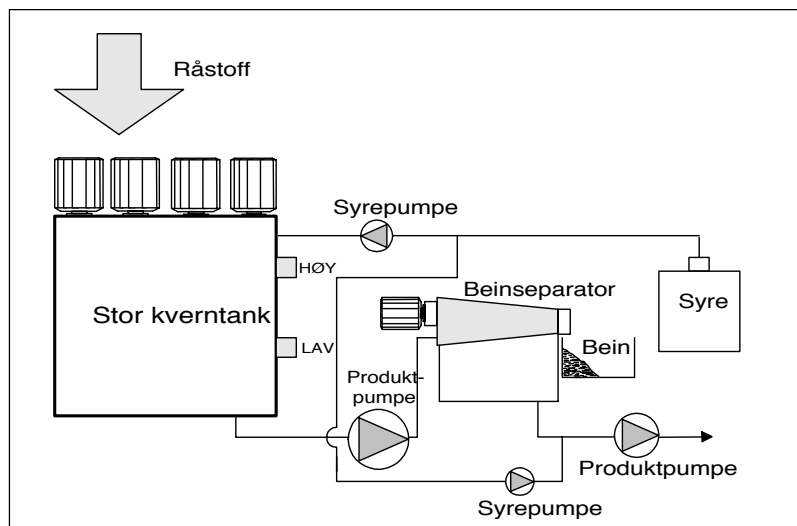 Råstoff
Syrepumpe
HØY
Stor kverntank
LAV
Beinseparator
Syre
Bein
Produkt-
pumpe
Produktpumpe
Syrepumpe